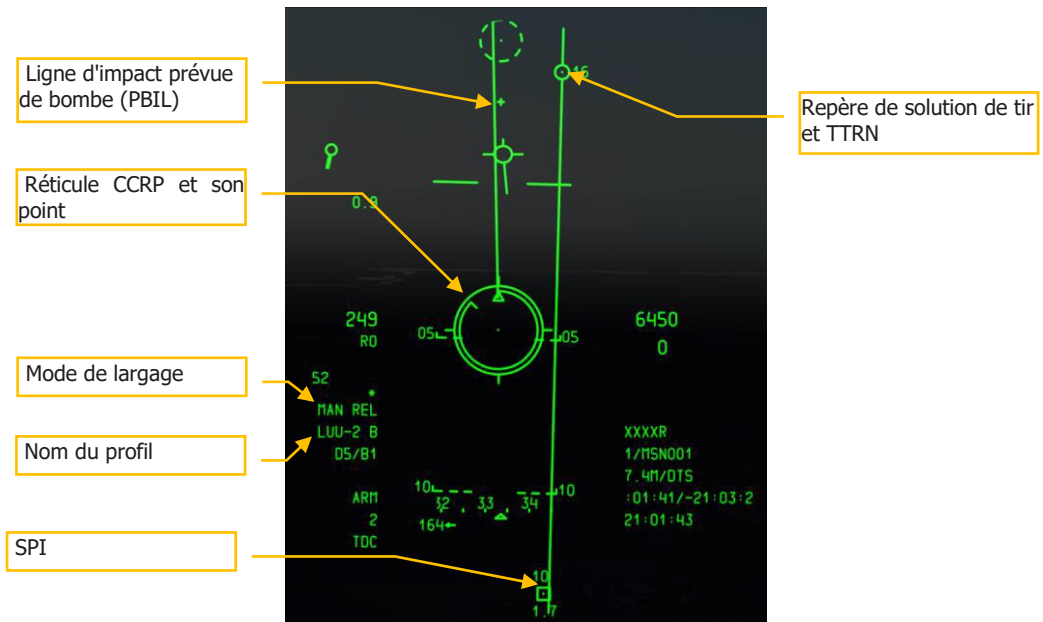 Ligne d'impact prévue
de bombe (PBIL)
Réticule CCRP et son
point
Mode de largage
Nom du profil
SPI
Repère de solution de tir
et TTRN
16
0.9
249
R0
05
05
6450
0
52
*
MAN REL
LUU-2 B
D5/B1
XXXXR
1/MSN001
7.4M/DTS
:01:41/-21:03:2
21:01:43
ARM
2
TDC
10
10
32 33 34
164
10
1.7